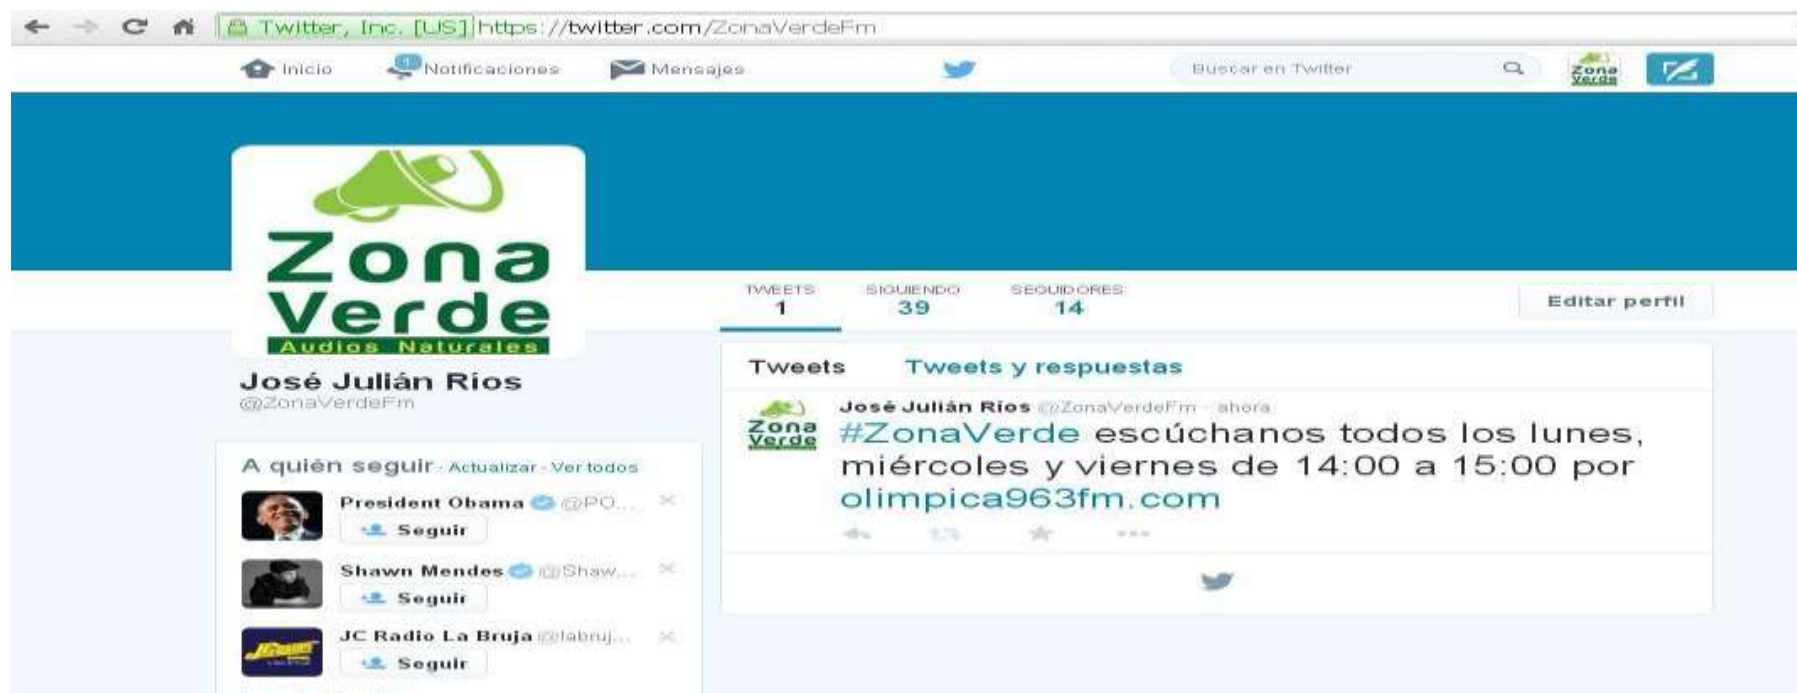 Twitter, Inc. [US] https://twitter.com/ZonaVerdeFm
Inicio 1 Notificaciones Mensajes Buscar en Twitter Zona Verde
Zona
Verde
Audios Naturales
TWEETS SIGUIENDO SEGUIDORES
1 39 14
Editar perfil
José Julián Ríos
@ZonaVerdeFm
Tweets Tweets y respuestas
José Julián Ríos @ZonaVerdeFm · ahora
Zona
Verde
#ZonaVerde escúchanos todos los lunes,
miércoles y viernes de 14:00 a 15:00 por
olimpica963fm.com
A quién seguir · Actualizar · Ver todos
President Obama @PO...
Seguir
Shawn Mendes @Shaw...
Seguir
JC Radio La Bruja @labruj...
Seguir